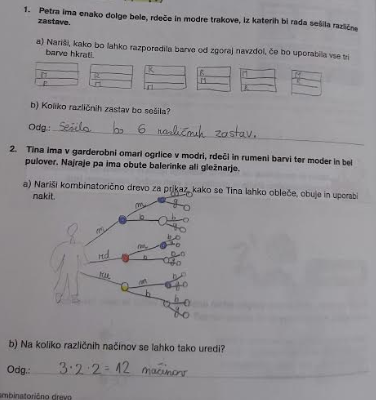 1. Petra ima enako dolge bele, rdeče in modre trakove, iz katerih bi rada sešila različne
zastave.
a) Nariši, kako bo lahko razporedila barve od zgoraj navzdol, če bo uporabila vse tri
barve hkrati.
b) Koliko različnih zastav bo sešila?
Odg.: Sešila bo 6 različnih zastav.
2. Tina ima v garderobni omari ogrlice v modri, rdeči in rumeni barvi ter moder in bel
pulover. Najraje pa ima obute balerinke ali gležnarje.
a) Nariši kombinatorično drevo za prikaz, kako se Tina lahko obleče, obuje in uporabi
nakit.
m
b
m
rd
m
ru
m
b
b) Na koliko različnih načinov se lahko tako uredi?
Odg.: 3·2·2=12 načinov
kombinatorično drevo